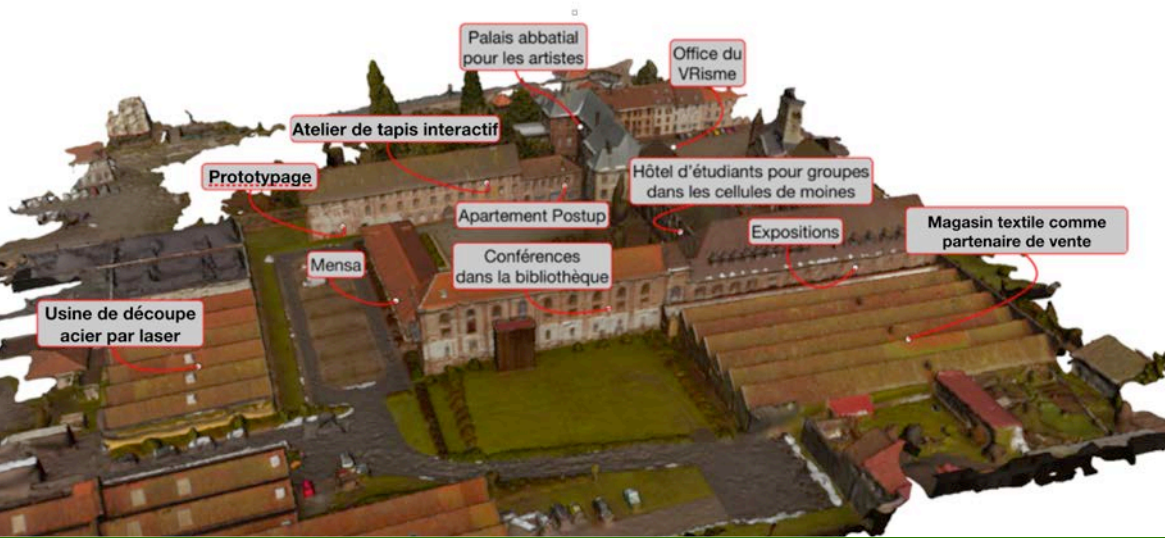 Palais abbatial
pour les artistes
Office du
VRisme
Atelier de tapis interactif
Prototypage
Hôtel d'étudiants pour groupes
dans les cellules de moines
Apartement Postup
Expositions
Magasin textile comme
partenaire de vente
Mensa
Conférences
dans la bibliothèque
Usine de découpe
acier par laser